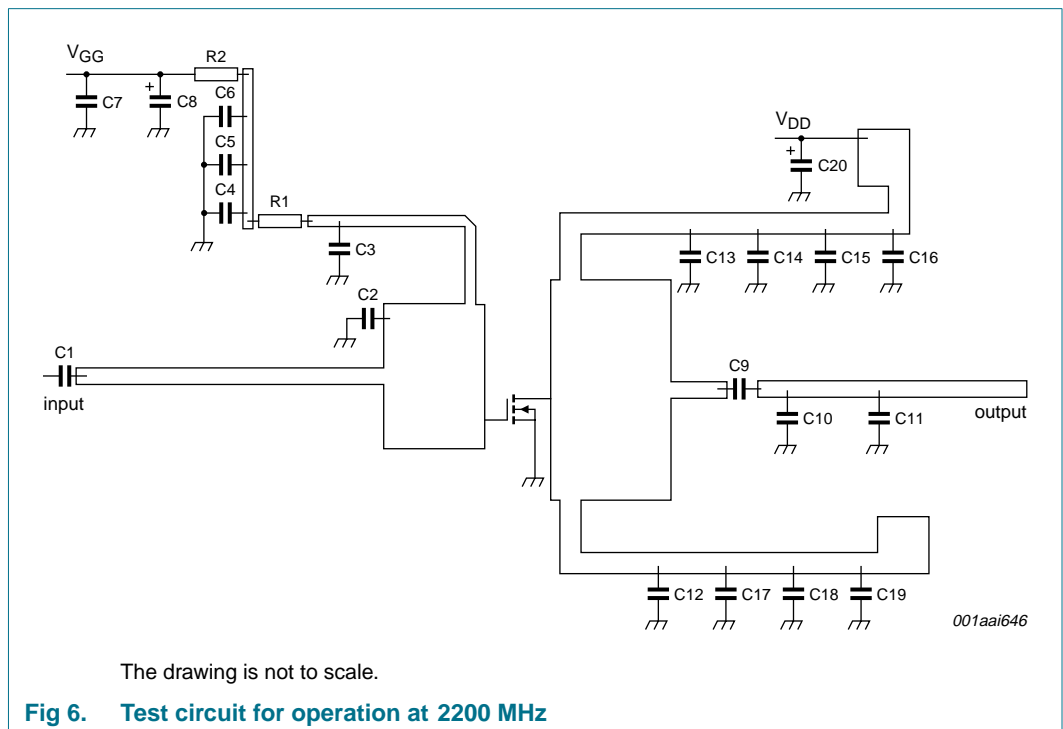 VGG
R2
C7
C8
+
C6
C5
C4
R1
C3
C2
C1
input
VDD
+
C20
C13
C14
C15
C16
C9
C10
C11
output
C12
C17
C18
C19
001aai646
The drawing is not to scale.
Fig 6. Test circuit for operation at 2200 MHz